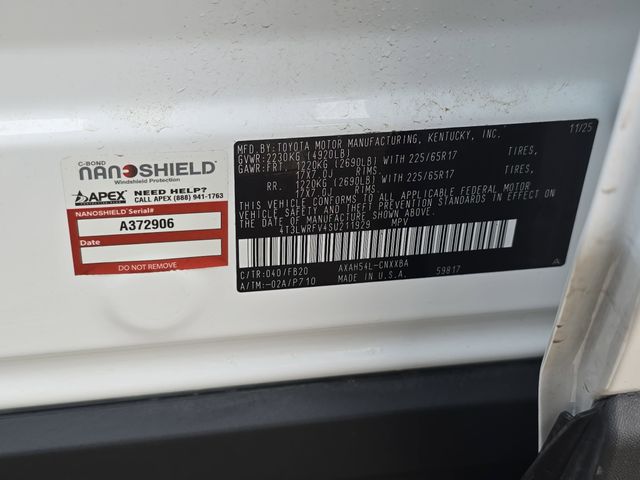 C-BOND
NANOSHIELD
Windshield Protection
APEX
NEED HELP?
CALL APEX (888) 941-1763
NANOSHIELD Serial#
A372906
MFD.BY:TOYOTA MOTOR MANUFACTURING, KENTUCKY, INC. 11/25
GVWR:2230KG (4920LB)
GAWR:FRT. 1220KG (2690LB) WITH 225/65R17 TIRES,
17X7.0J RIMS
RR. 1220KG (2690LB) WITH 225/65R17 TIRES,
17X7.0J RIMS
THIS VEHICLE CONFORMS TO ALL APPLICABLE FEDERAL MOTOR
VEHICLE SAFETY AND THEFT PREVENTION STANDARDS IN EFFECT ON
THE DATE OF MANUFACTURE SHOWN ABOVE.
4T3LWRFV4SU211929 MPV
C/TR:040/FB20 AXAH54L-CNXXBA 59817
A/TM:-02A/P710 MADE IN U.S.A. A